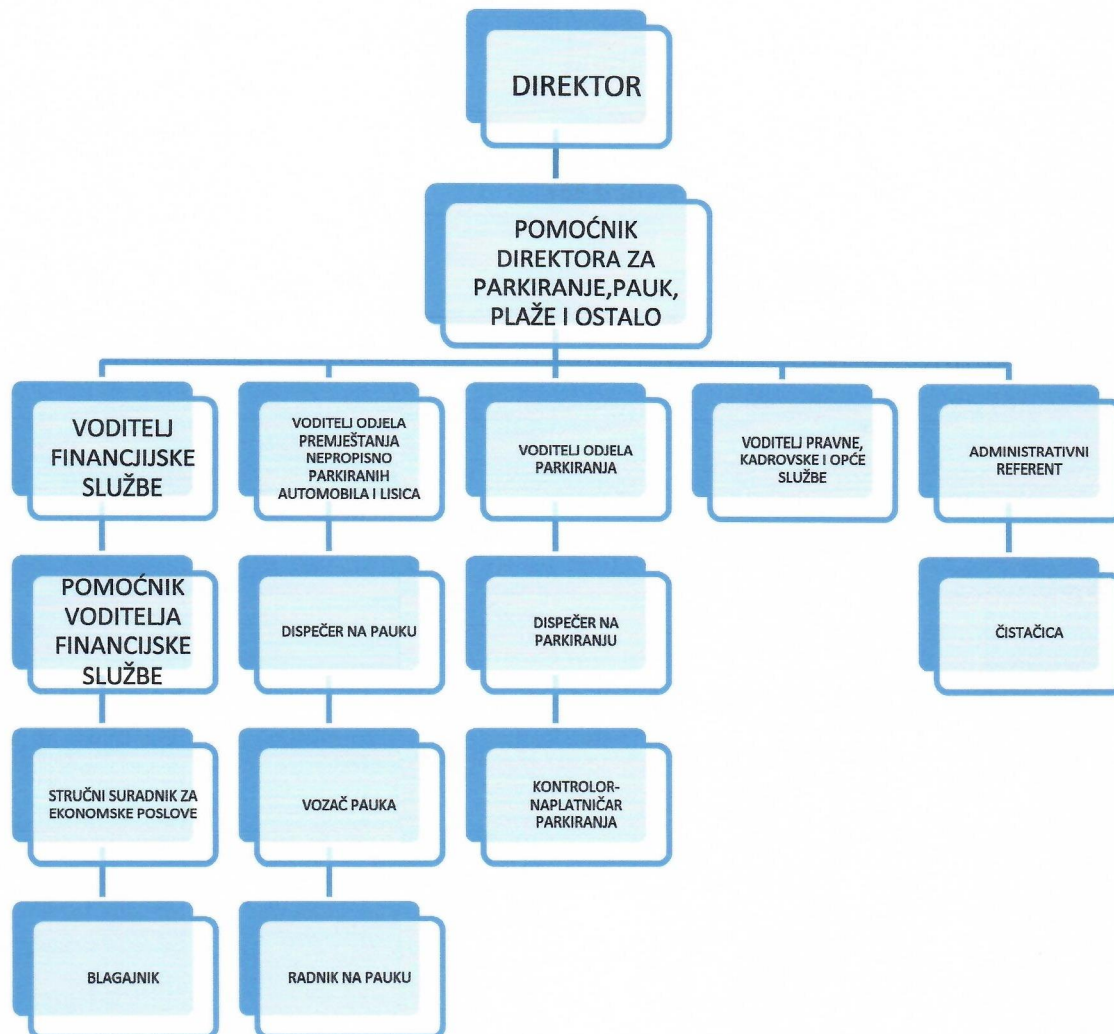 DIREKTOR
POMOĆNIK
DIREKTORA ZA
PARKIRANJE,PAUK,
PLAŽE I OSTALO
VODITELJ
FINANCJIJSKE
SLUŽBE
VODITELJ ODJELA
PREMJEŠTANJA
NEPROPISNO
PARKIRANIH
AUTOMOBILA I LISICA
VODITELJ ODJELA
PARKIRANJA
VODITELJ PRAVNE,
KADROVSKE I OPĆE
SLUŽBE
ADMINISTRATIVNI
REFERENT
POMOĆNIK
VODITELJA
FINANCIJSKE
SLUŽBE
DISPEČER NA PAUKU
DISPEČER NA
PARKIRANJU
ČISTAČICA
STRUČNI SURADNIK ZA
EKONOMSKE POSLOVE
VOZAČ PAUKA
KONTROLOR-
NAPLATNIČAR
PARKIRANJA
BLAGAJNIK
RADNIK NA PAUKU